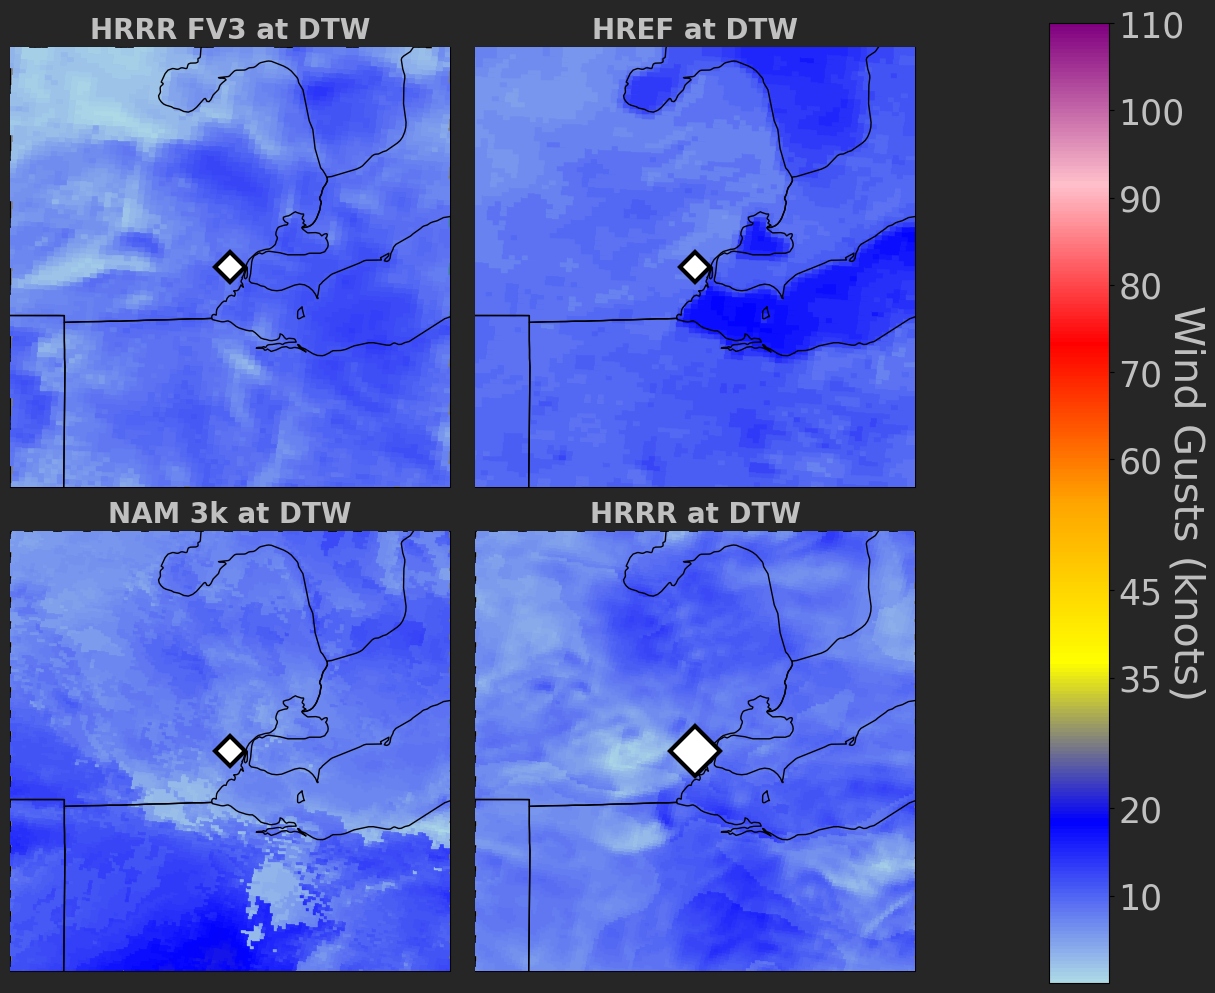 HRRR FV3 at DTW
HREF at DTW
NAM 3k at DTW
HRRR at DTW
110
100
90
80
70
60
45
35
20
10
Wind Gusts (knots)